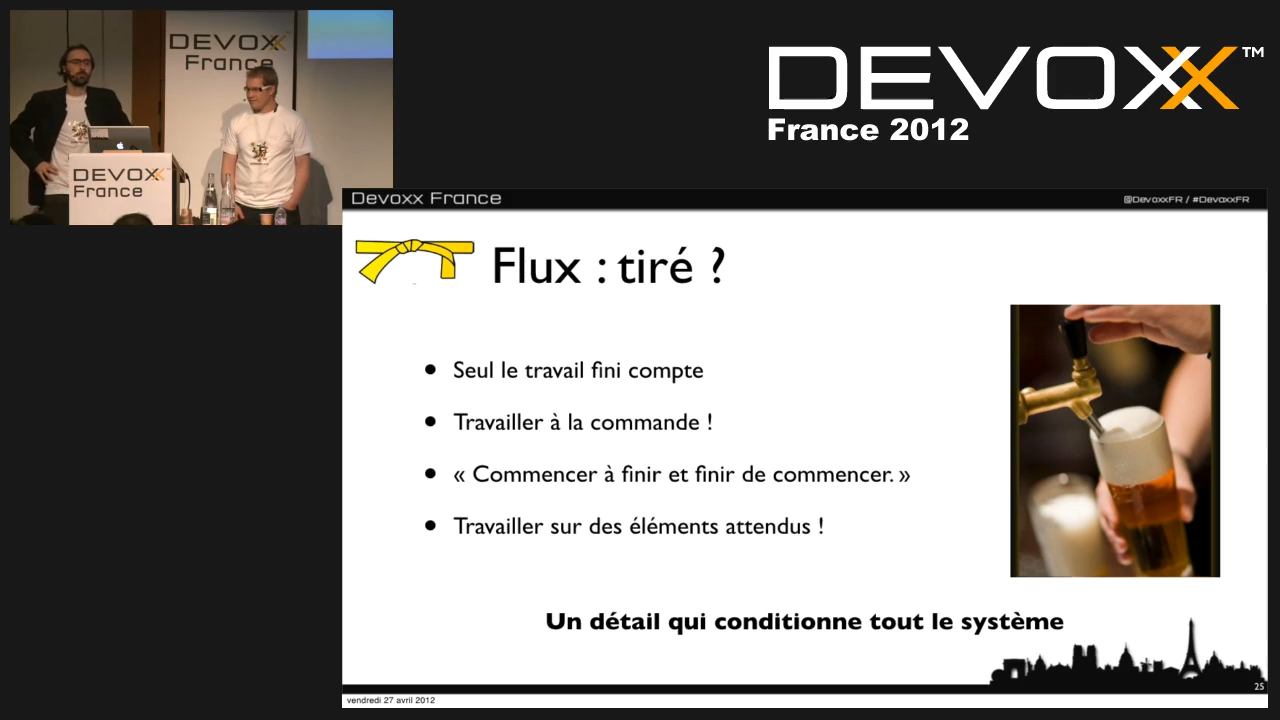 DEVOXX
France
DEVOXX
France
DEVOXX™
France 2012
Devoxx France
@DevoxxFR / #DevoxxFR
Flux : tiré ?
• Seul le travail fini compte
• Travailler à la commande !
• « Commencer à finir et finir de commencer. »
• Travailler sur des éléments attendus !
Un détail qui conditionne tout le système
25
vendredi 27 avril 2012